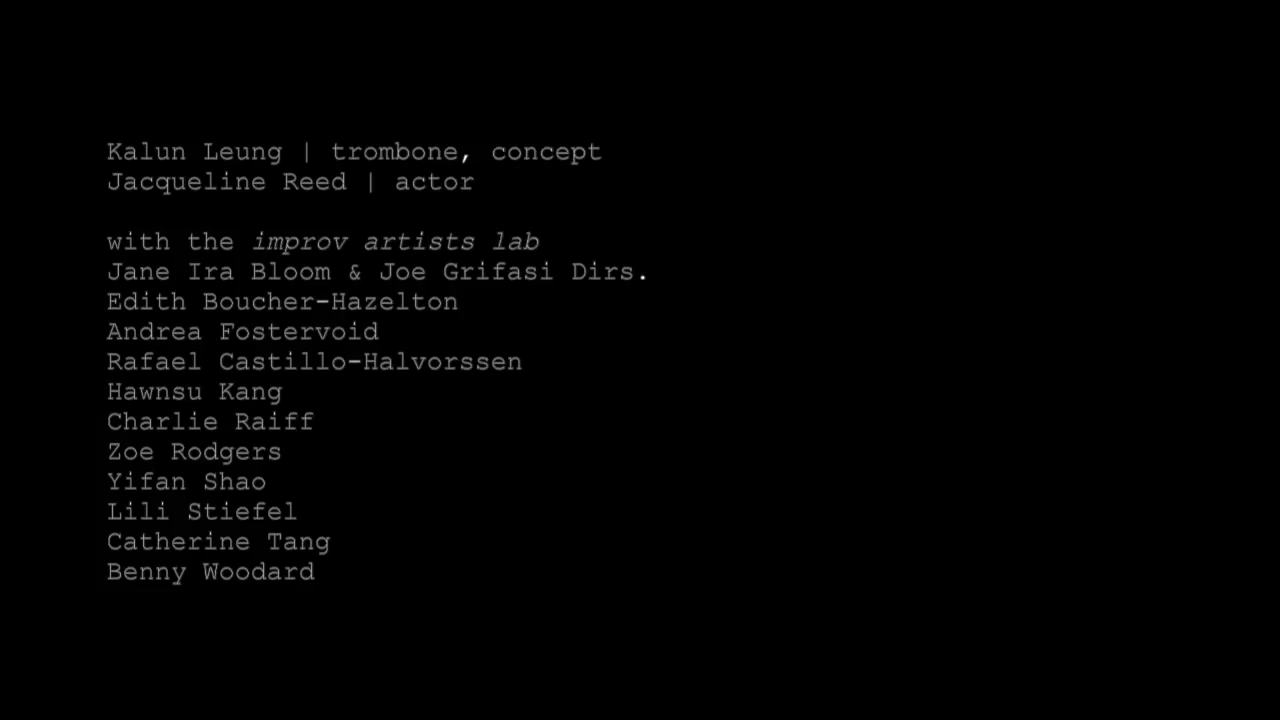 Kalun Leung | trombone, concept
Jacqueline Reed | actor
with the improv artists lab
Jane Ira Bloom & Joe Grifasi Dirs.
Edith Boucher-Hazelton
Andrea Fostervoid
Rafael Castillo-Halvorssen
Hawnsu Kang
Charlie Raiff
Zoe Rodgers
Yifan Shao
Lili Stiefel
Catherine Tang
Benny Woodard